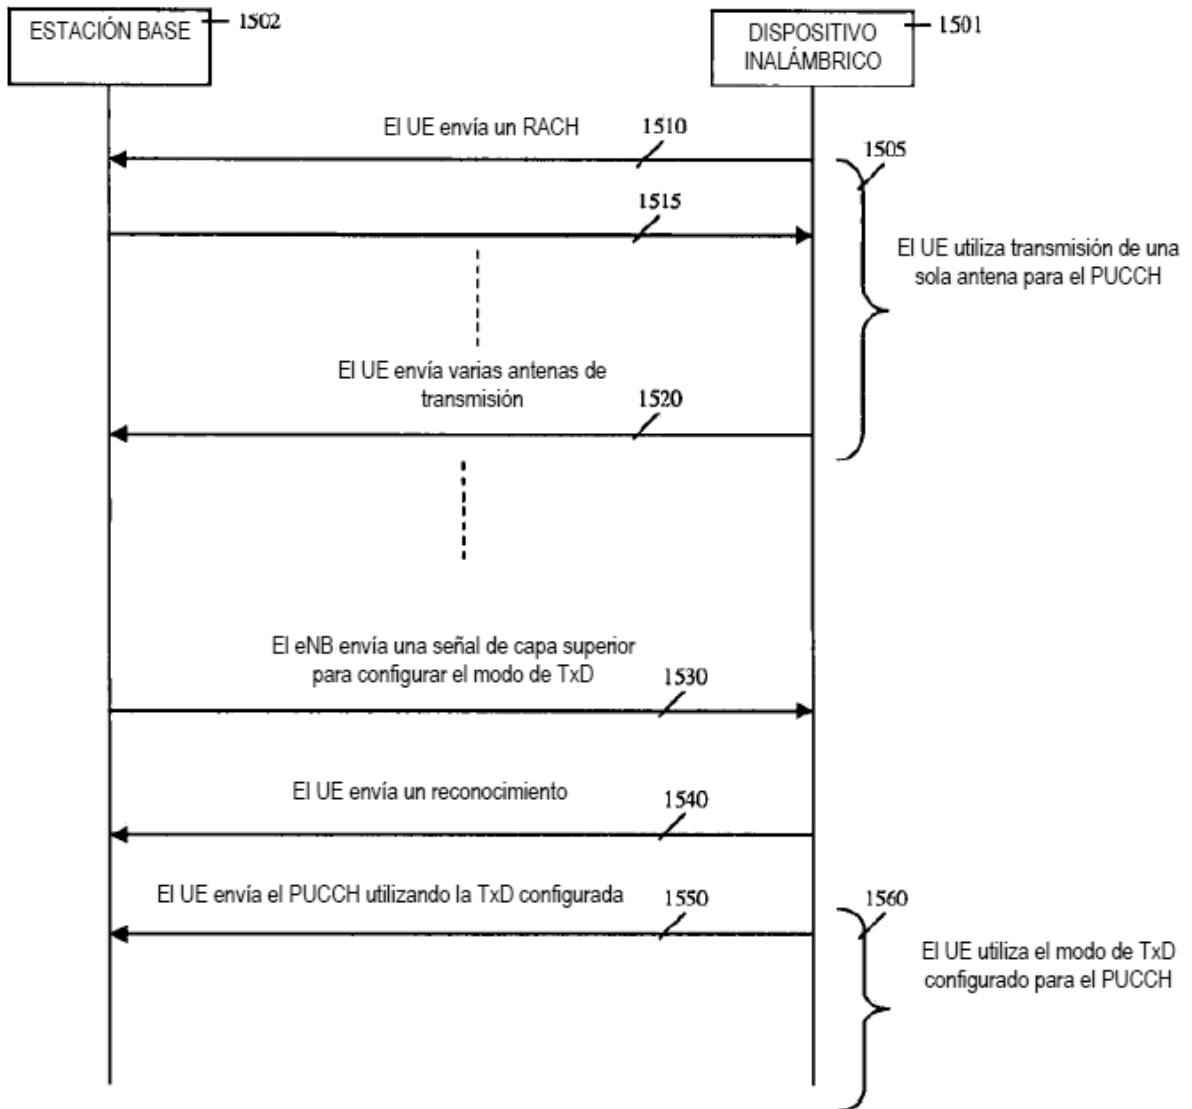 ESTACIÓN BASE
1502
DISPOSITIVO
INALÁMBRICO
1501
El UE envía un RACH
1510
1505
1515
El UE utiliza transmisión de una
sola antena para el PUCCH
El UE envía varias antenas de
transmisión
1520
El eNB envía una señal de capa superior
para configurar el modo de TxD
1530
El UE envía un reconocimiento
1540
El UE envía el PUCCH utilizando la TxD configurada
1550
1560
El UE utiliza el modo de TxD
configurado para el PUCCH